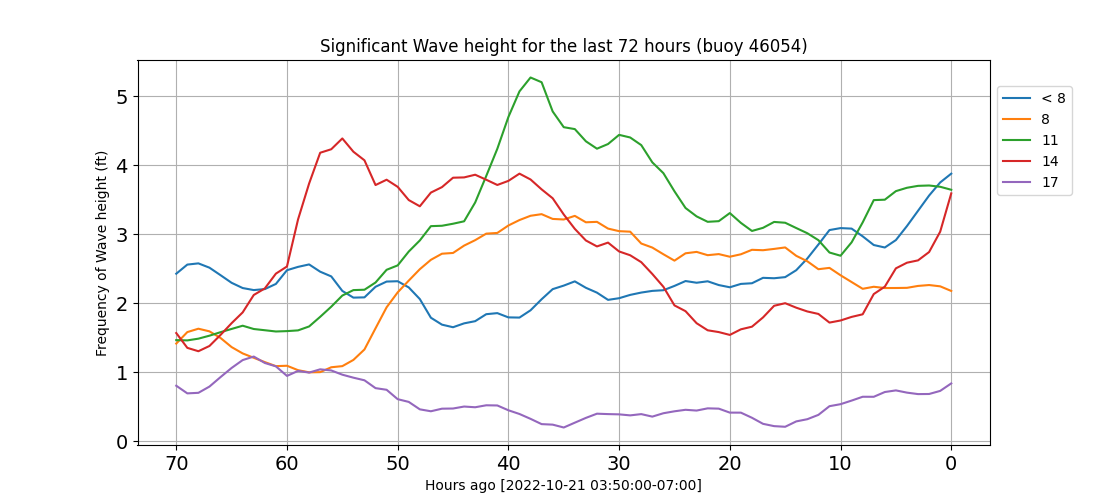 Significant Wave height for the last 72 hours (buoy 46054)
Frequency of Wave height (ft)
5
4
3
2
1
0
70 60 50 40 30 20 10 0
Hours ago [2022-10-21 03:50:00-07:00]
< 8
8
11
14
17